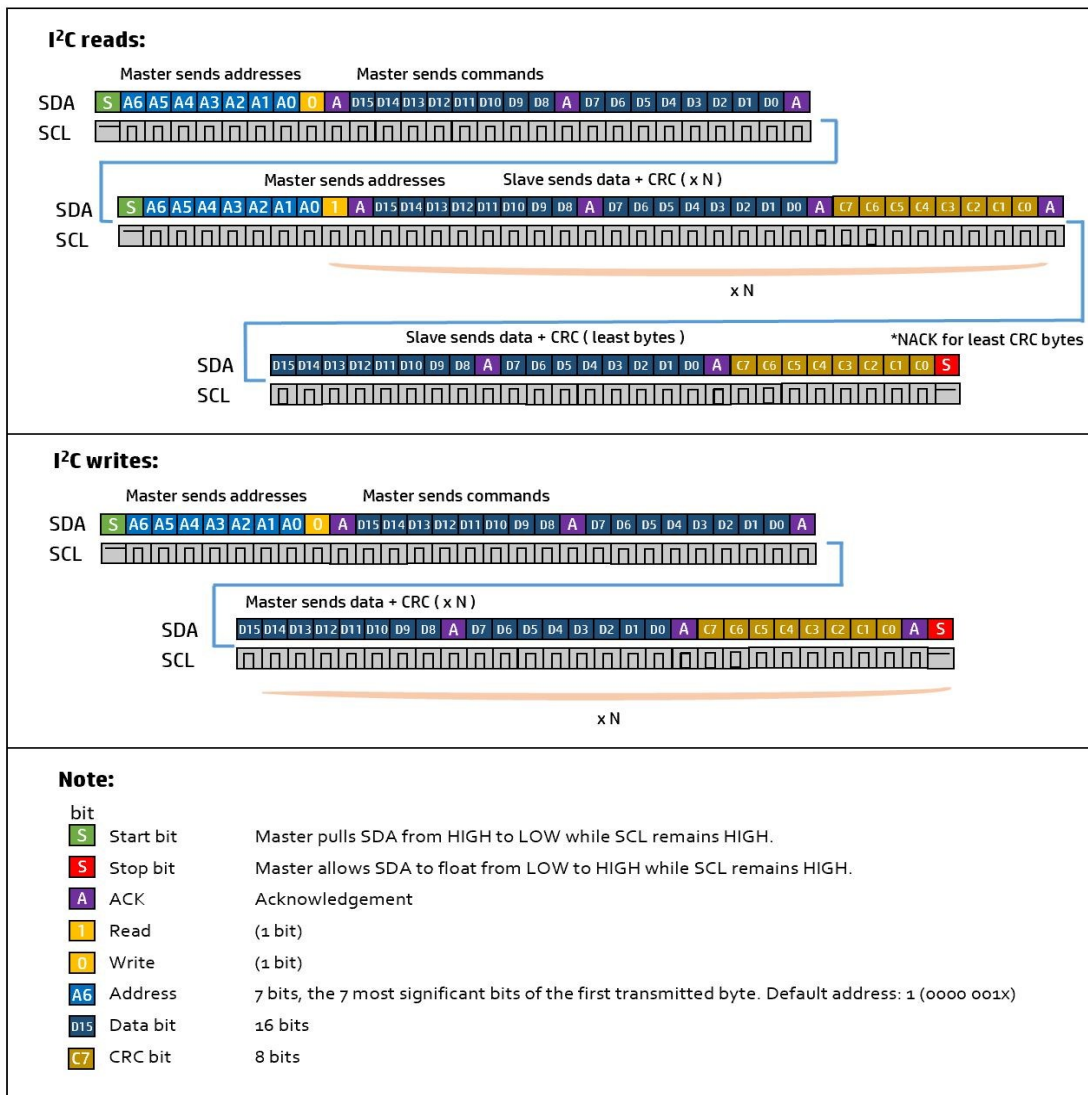 I²C reads:
Master sends addresses Master sends commands
SDA S A6 A5 A4 A3 A2 A1 A0 0 A D15 D14 D13 D12 D11 D10 D9 D8 A D7 D6 D5 D4 D3 D2 D1 D0 A
SCL
Master sends addresses Slave sends data + CRC ( x N )
SDA S A6 A5 A4 A3 A2 A1 A0 1 A D15 D14 D13 D12 D11 D10 D9 D8 A D7 D6 D5 D4 D3 D2 D1 D0 A C7 C6 C5 C4 C3 C2 C1 C0 A
SCL
x N
Slave sends data + CRC ( least bytes ) *NACK for least CRC bytes
SDA D15 D14 D13 D12 D11 D10 D9 D8 A D7 D6 D5 D4 D3 D2 D1 D0 A C7 C6 C5 C4 C3 C2 C1 C0 S
SCL
I²C writes:
Master sends addresses Master sends commands
SDA S A6 A5 A4 A3 A2 A1 A0 0 A D15 D14 D13 D12 D11 D10 D9 D8 A D7 D6 D5 D4 D3 D2 D1 D0 A
SCL
Master sends data + CRC ( x N )
SDA D15 D14 D13 D12 D11 D10 D9 D8 A D7 D6 D5 D4 D3 D2 D1 D0 A C7 C6 C5 C4 C3 C2 C1 C0 A S
SCL
x N
Note:
bit
S Start bit Master pulls SDA from HIGH to LOW while SCL remains HIGH.
S Stop bit Master allows SDA to float from LOW to HIGH while SCL remains HIGH.
A ACK Acknowledgement
1 Read (1 bit)
0 Write (1 bit)
A6 Address 7 bits, the 7 most significant bits of the first transmitted byte. Default address: 1 (0000 001x)
D15 Data bit 16 bits
C7 CRC bit 8 bits